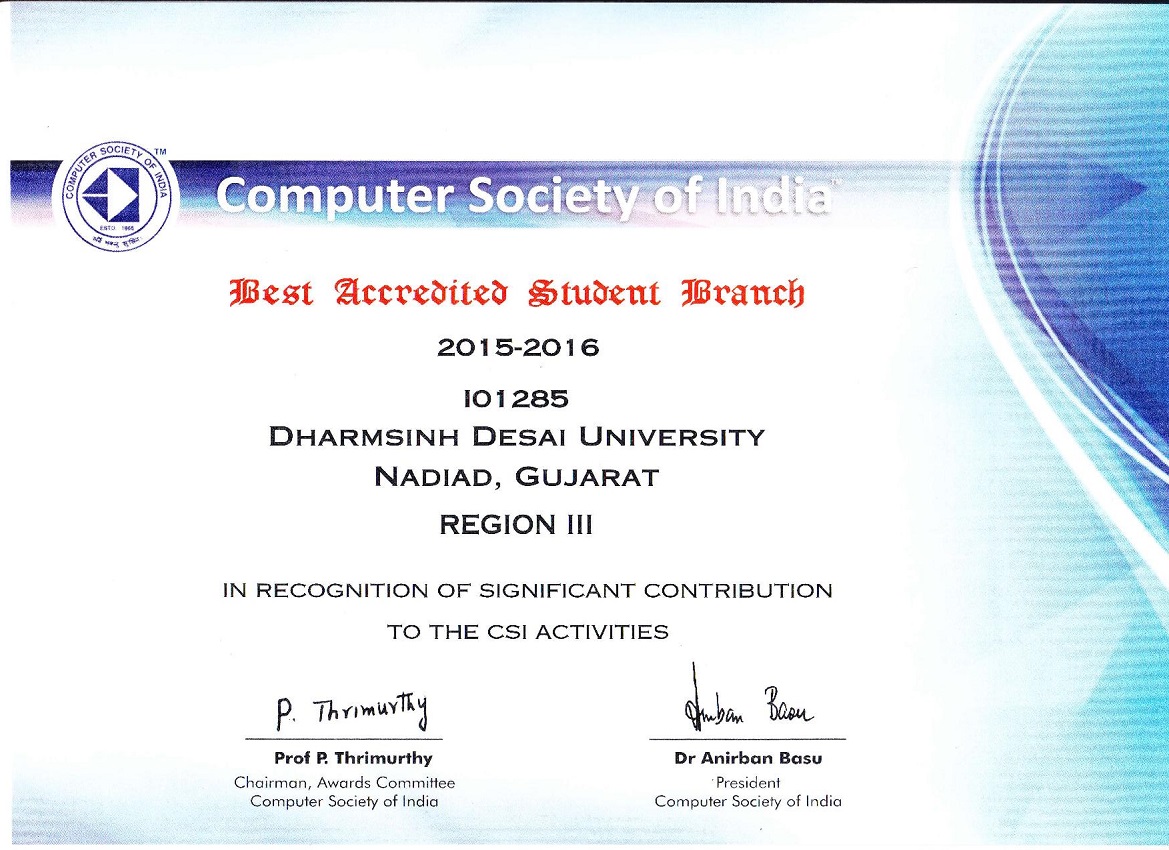 COMPUTER SOCIETY OF INDIA
TM
ESTD 1965
Computer Society of India™
Best Accredited Student Branch
2015-2016
I01285
DHARMSINH DESAI UNIVERSITY
NADIAD, GUJARAT
REGION III
IN RECOGNITION OF SIGNIFICANT CONTRIBUTION
TO THE CSI ACTIVITIES
P. Thrimurthy
Anirban Basu
Prof P. Thrimurthy
Dr Anirban Basu
Chairman, Awards Committee
President
Computer Society of India
Computer Society of India